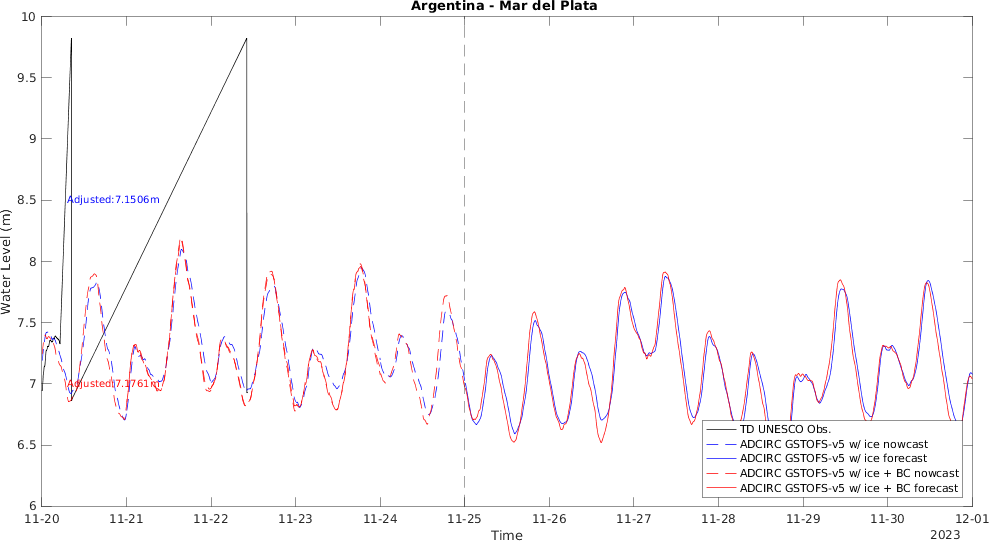 Argentina - Mar del Plata
10
9.5
9
8.5
8
7.5
7
6.5
6
Water Level (m)
Adjusted:7.1506m
Adjusted:7.1761m
TD UNESCO Obs.
ADCIRC GSTOFS-v5 w/ ice nowcast
ADCIRC GSTOFS-v5 w/ ice forecast
ADCIRC GSTOFS-v5 w/ ice + BC nowcast
ADCIRC GSTOFS-v5 w/ ice + BC forecast
11-20 11-21 11-22 11-23 11-24 11-25 11-26 11-27 11-28 11-29 11-30 12-01
Time
2023